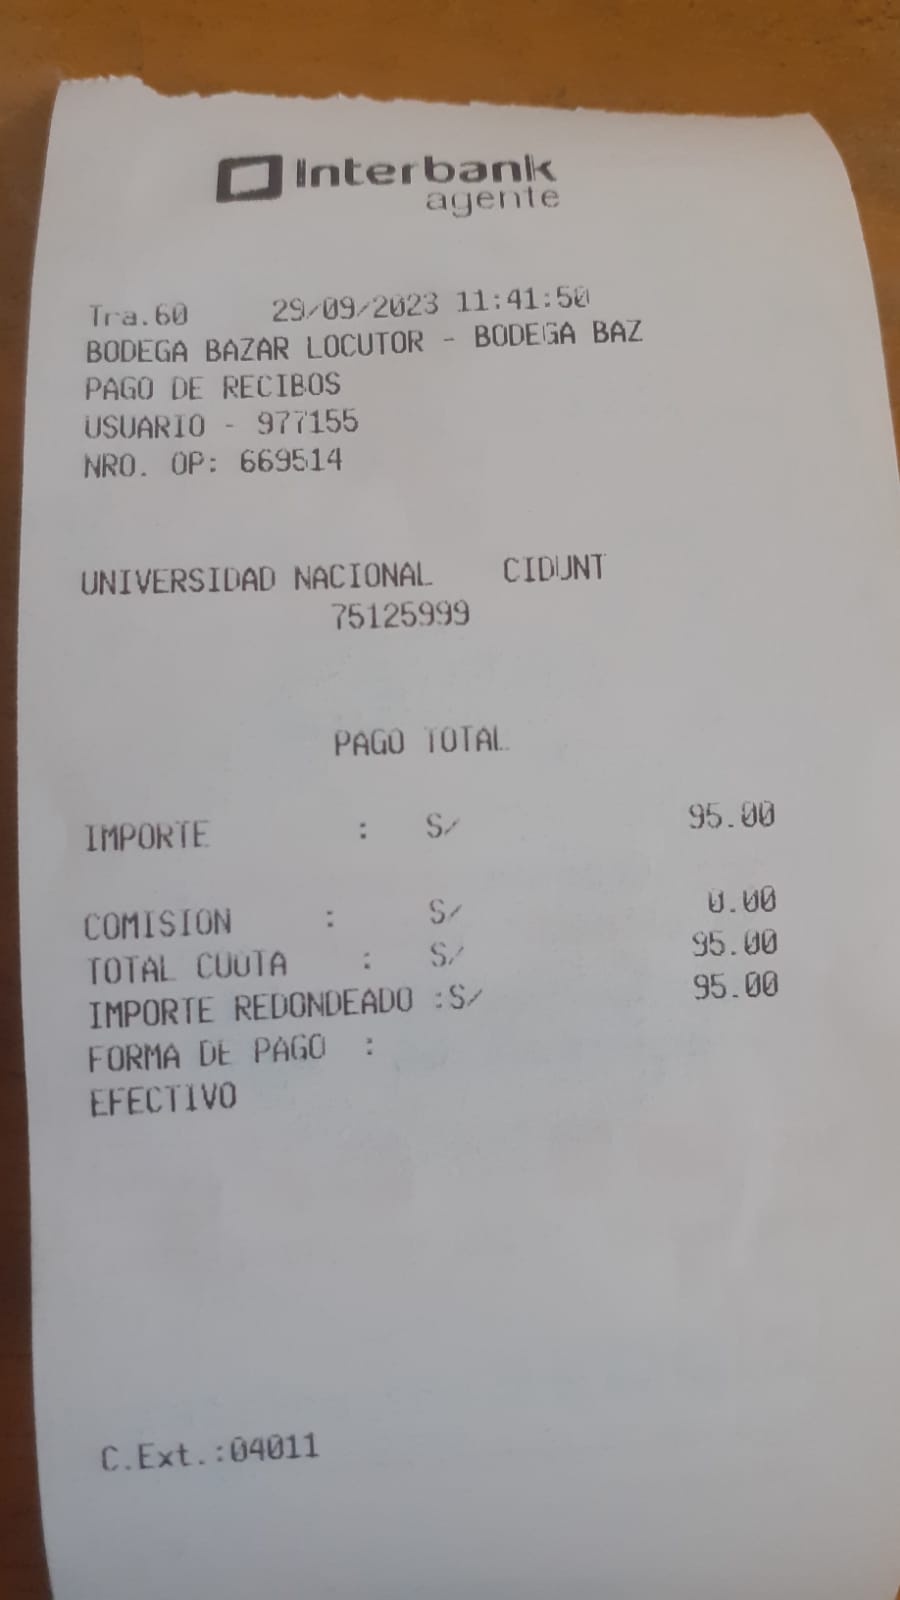 Interbank
agente
Tra.60 29/09/2023 11:41:50
BODEGA BAZAR LOCUTOR - BODEGA BAZ
PAGO DE RECIBOS
USUARIO - 977155
NRO. OP: 669514
UNIVERSIDAD NACIONAL CIDUNT
75125999
PAGO TOTAL
IMPORTE : S/ 95.00
COMISION : S/ 0.00
TOTAL CUOTA : S/ 95.00
IMPORTE REDONDEADO :S/ 95.00
FORMA DE PAGO :
EFECTIVO
C.Ext.:04011